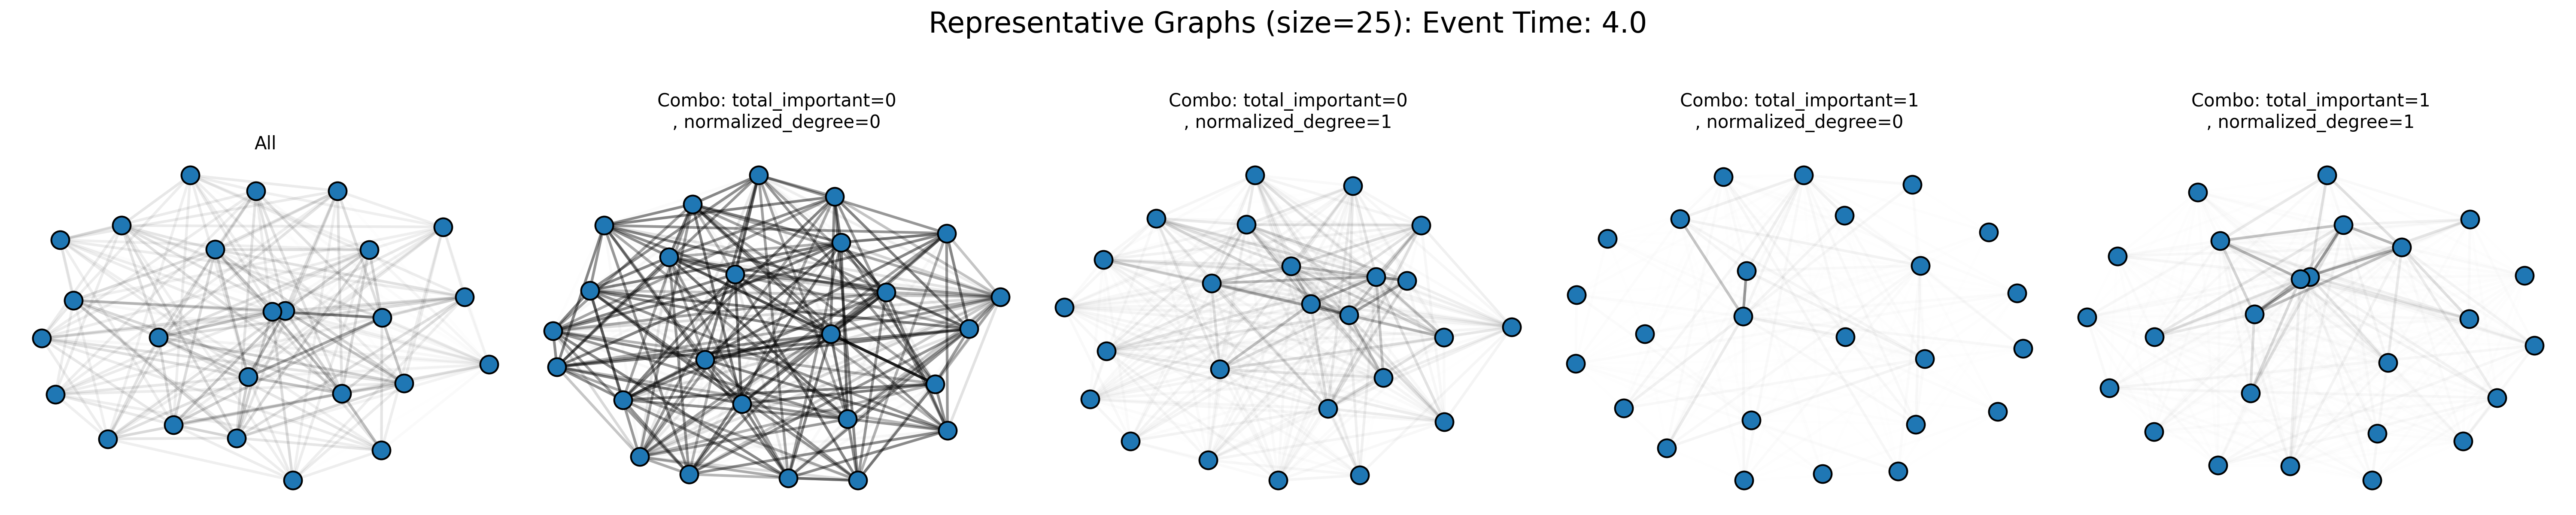 Representative Graphs (size=25): Event Time: 4.0
All
Combo: total_important=0
, normalized_degree=0
Combo: total_important=0
, normalized_degree=1
Combo: total_important=1
, normalized_degree=0
Combo: total_important=1
, normalized_degree=1